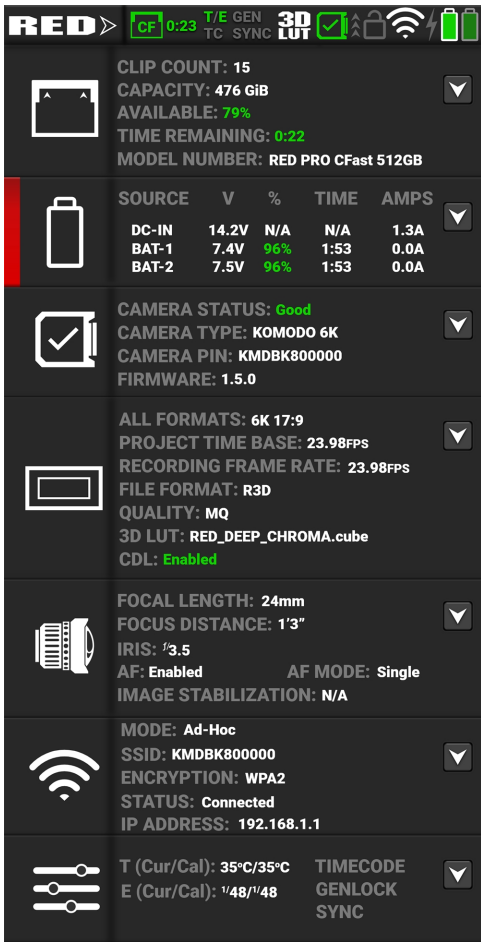 RED
CF 0:23 T/E GEN 3D
TC SYNC LUT
CLIP COUNT: 15
CAPACITY: 476 GiB
AVAILABLE: 79%
TIME REMAINING: 0:22
MODEL NUMBER: RED PRO CFast 512GB
SOURCE V % TIME AMPS
DC-IN 14.2V N/A N/A 1.3A
BAT-1 7.4V 96% 1:53 0.0A
BAT-2 7.5V 96% 1:53 0.0A
CAMERA STATUS: Good
CAMERA TYPE: KOMODO 6K
CAMERA PIN: KMDBK800000
FIRMWARE: 1.5.0
ALL FORMATS: 6K 17:9
PROJECT TIME BASE: 23.98FPS
RECORDING FRAME RATE: 23.98FPS
FILE FORMAT: R3D
QUALITY: MQ
3D LUT: RED_DEEP_CHROMA.cube
CDL: Enabled
FOCAL LENGTH: 24mm
FOCUS DISTANCE: 1'3”
IRIS: f/3.5
AF: Enabled AF MODE: Single
IMAGE STABILIZATION: N/A
MODE: Ad-Hoc
SSID: KMDBK800000
ENCRYPTION: WPA2
STATUS: Connected
IP ADDRESS: 192.168.1.1
T (Cur/Cal): 35°C/35°C TIMECODE
E (Cur/Cal): 1/48/1/48 GENLOCK
SYNC